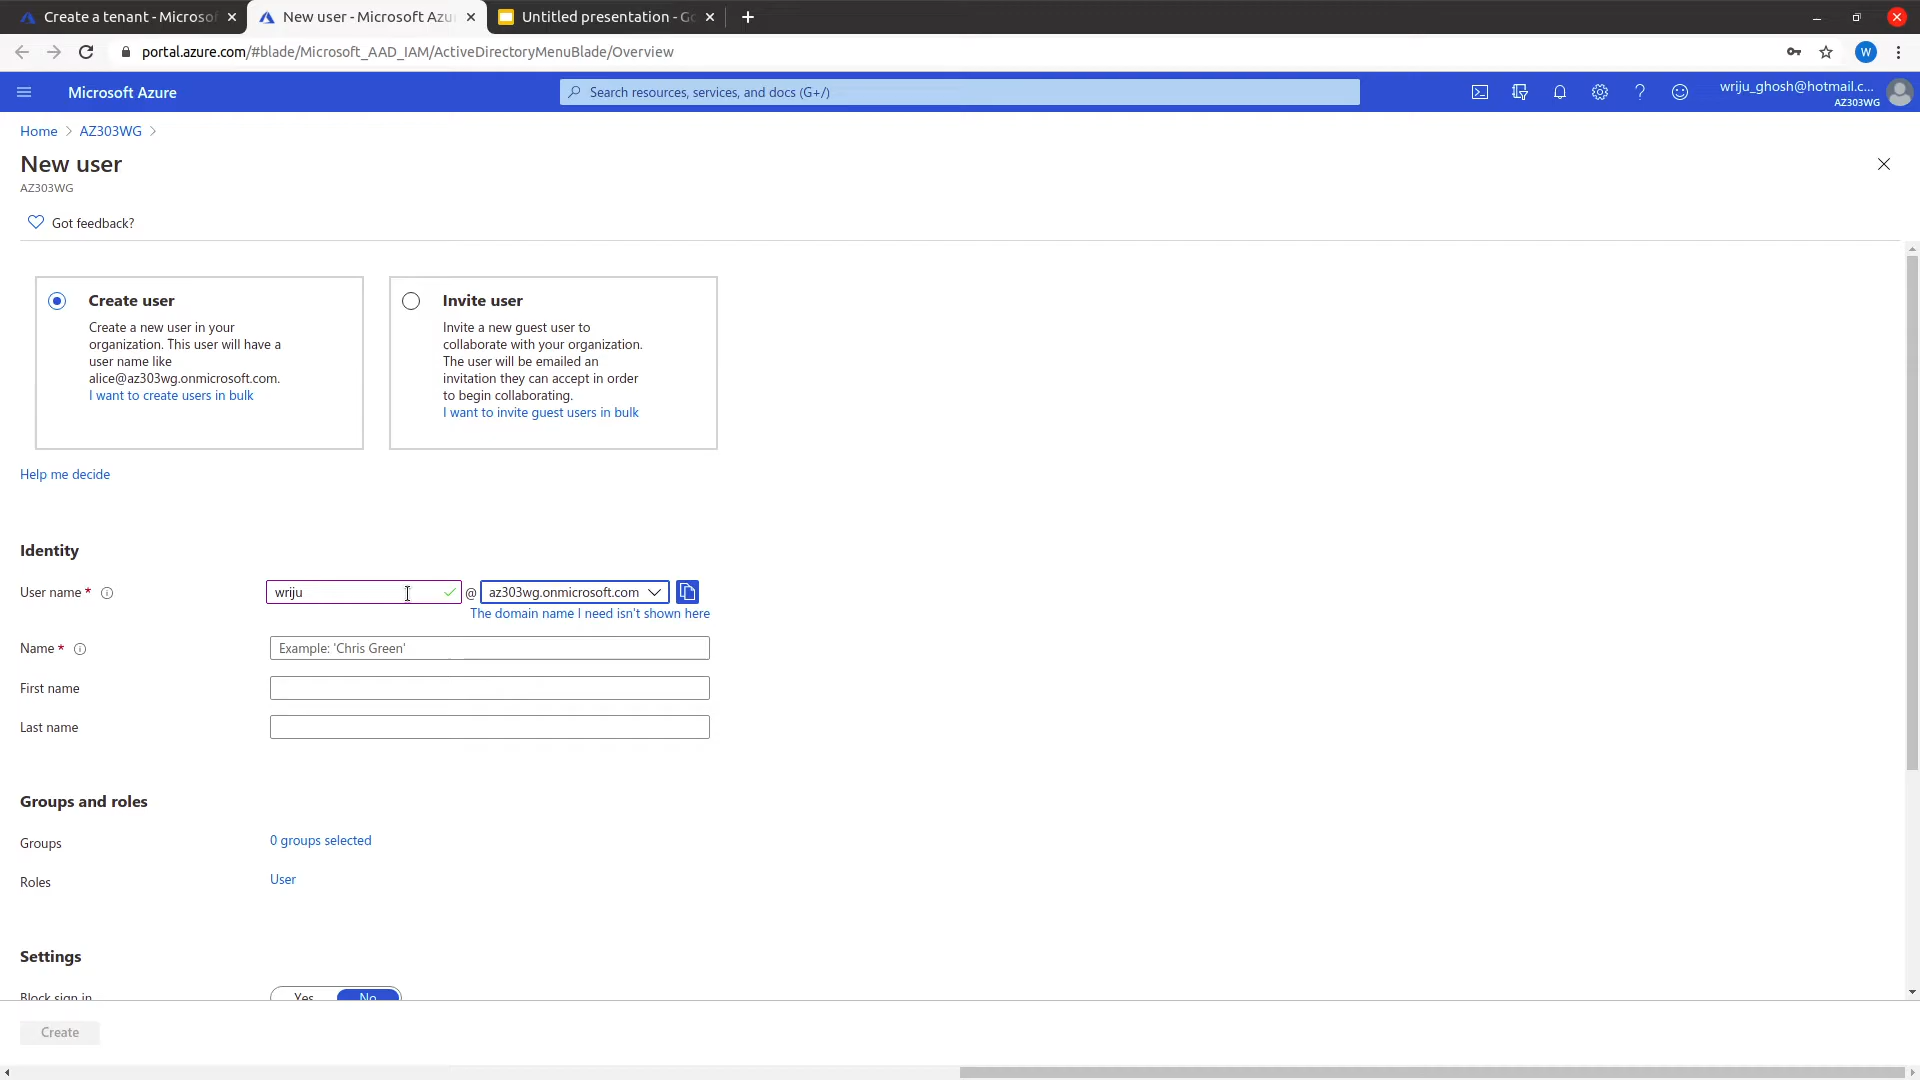 Create a tenant - Microsof
New user - Microsoft Azu
Untitled presentation - Go
portal.azure.com/#blade/Microsoft_AAD_IAM/ActiveDirectoryMenuBlade/Overview
W
Microsoft Azure
Search resources, services, and docs (G+/)
wriju_ghosh@hotmail.c...
AZ303WG
Home > AZ303WG >
New user
AZ303WG
Got feedback?
Create user
Create a new user in your
organization. This user will have a
user name like
alice@az303wg.onmicrosoft.com.
I want to create users in bulk
Invite user
Invite a new guest user to
collaborate with your organization.
The user will be emailed an
invitation they can accept in order
to begin collaborating.
I want to invite guest users in bulk
Help me decide
Identity
User name * wriju @ az303wg.onmicrosoft.com
The domain name I need isn't shown here
Name * Example: 'Chris Green'
First name
Last name
Groups and roles
Groups 0 groups selected
Roles User
Settings
Block sign in Yes No
Create